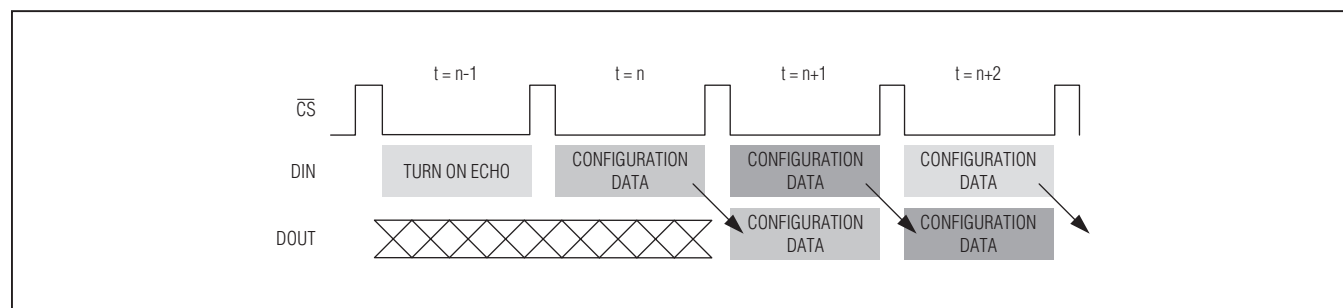 t = n-1 t = n t = n+1 t = n+2
CS
DIN
TURN ON ECHO
CONFIGURATION
DATA
CONFIGURATION
DATA
CONFIGURATION
DATA
DOUT
CONFIGURATION
DATA
CONFIGURATION
DATA